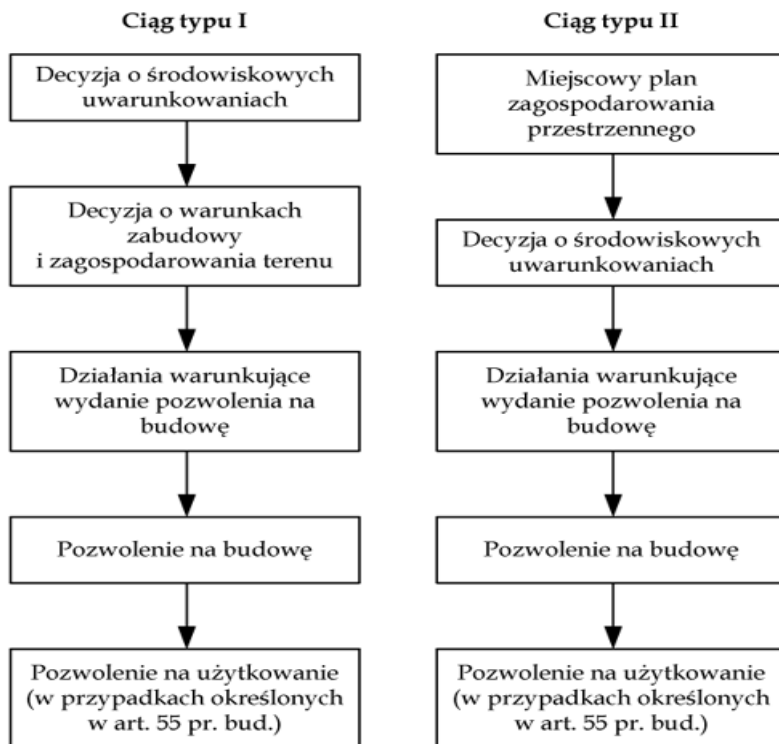 Ciąg typu I
Decyzja o środowiskowych
uwarunkowaniach
Decyzja o warunkach
zabudowy
i zagospodarowania terenu
Działania warunkujące
wydanie pozwolenia na
budowę
Pozwolenie na budowę
Pozwolenie na użytkowanie
(w przypadkach określonych
w art. 55 pr. bud.)
Ciąg typu II
Miejscowy plan
zagospodarowania
przestrzennego
Decyzja o środowiskowych
uwarunkowaniach
Działania warunkujące
wydanie pozwolenia na
budowę
Pozwolenie na budowę
Pozwolenie na użytkowanie
(w przypadkach określonych
w art. 55 pr. bud.)